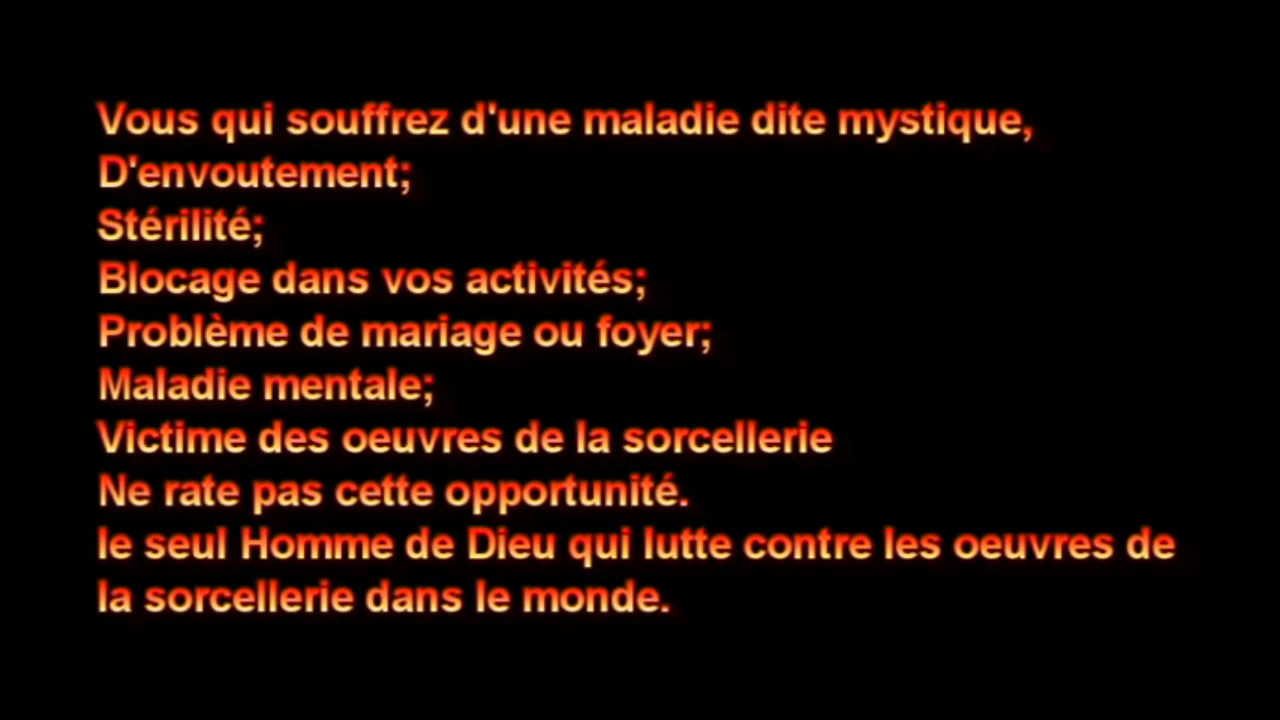 Vous qui souffrez d'une maladie dite mystique,
D'envoutement;
Stérilité;
Blocage dans vos activités;
Problème de mariage ou foyer;
Maladie mentale;
Victime des oeuvres de la sorcellerie
Ne rate pas cette opportunité.
le seul Homme de Dieu qui lutte contre les oeuvres de
la sorcellerie dans le monde.